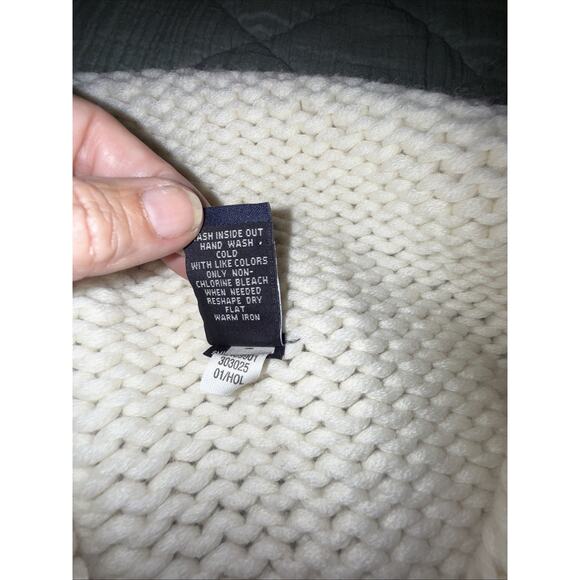 ASH INSIDE OUT
HAND WASH .
COLD
WITH LIKE COLORS
ONLY NON-
CHLORINE BLEACH
WHEN NEEDED
RESHAPE DRY
FLAT
WARM IRON
303025
01/HOL